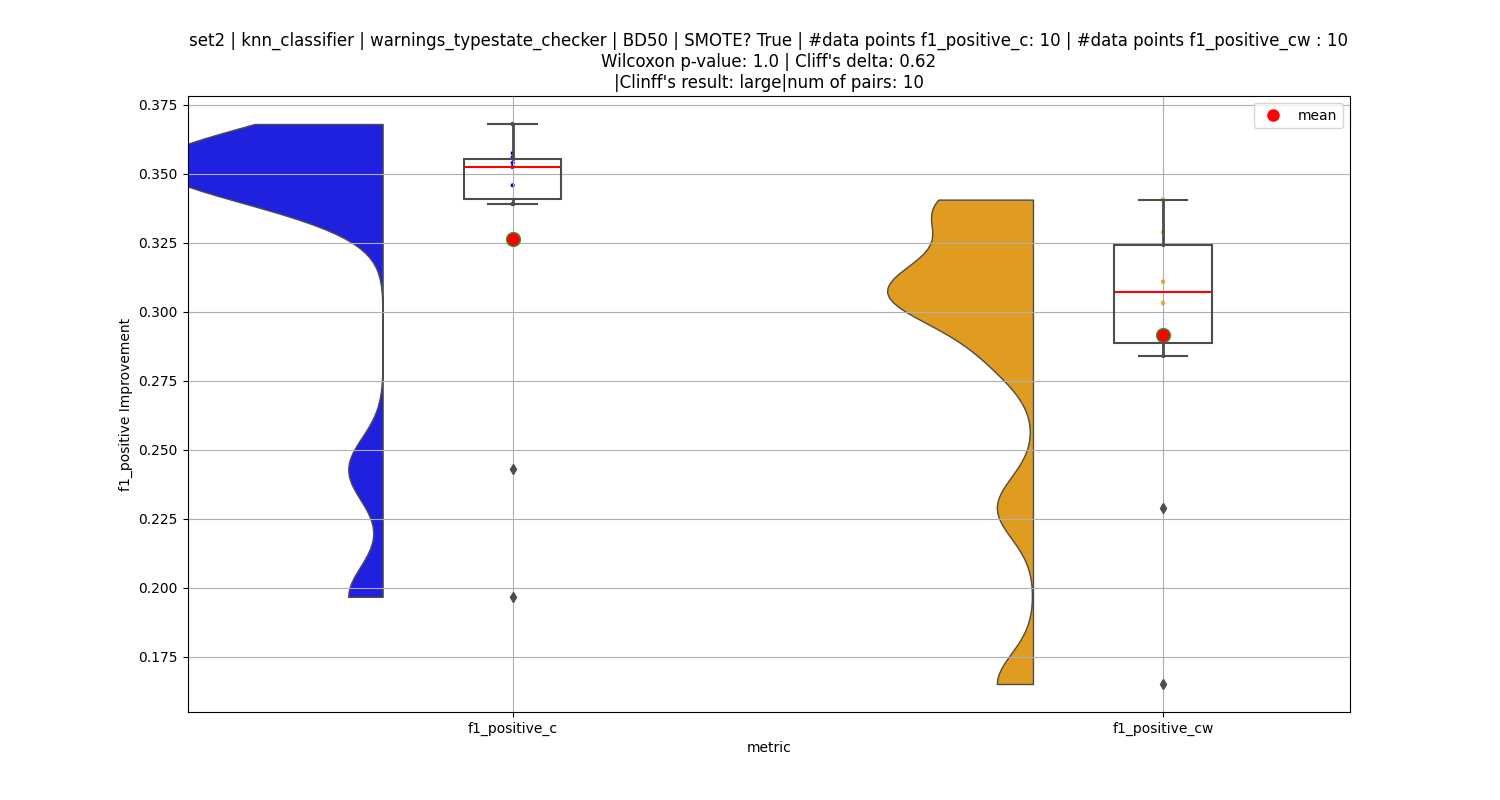 set2 | knn_classifier | warnings_typestate_checker | BD50 | SMOTE? True | #data points f1_positive_c: 10 | #data points f1_positive_cw : 10
Wilcoxon p-value: 1.0 | Cliff's delta: 0.62
|Clinff's result: large|num of pairs: 10
mean
0.375
0.350
0.325
0.300
0.275
0.250
0.225
0.200
0.175
f1_positive Improvement
f1_positive_c
f1_positive_cw
metric